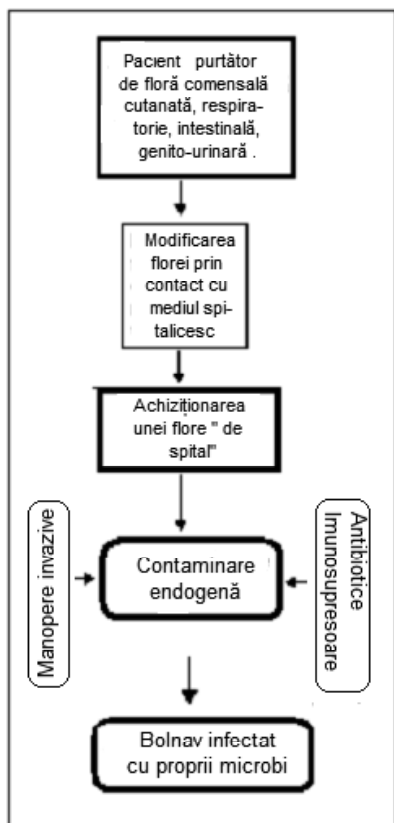 Pacient purtător
de floră comensală
cutanată, respira-
torie, intestinală,
genito-urinară .
Modificarea
florei prin
contact cu
mediul spi-
talicesc
Achiziționarea
unei flore " de
spital"
Manopere invazive
Contaminare
endogenă
Antibiotice
Imunosupresoare
Bolnav infectat
cu proprii microbi